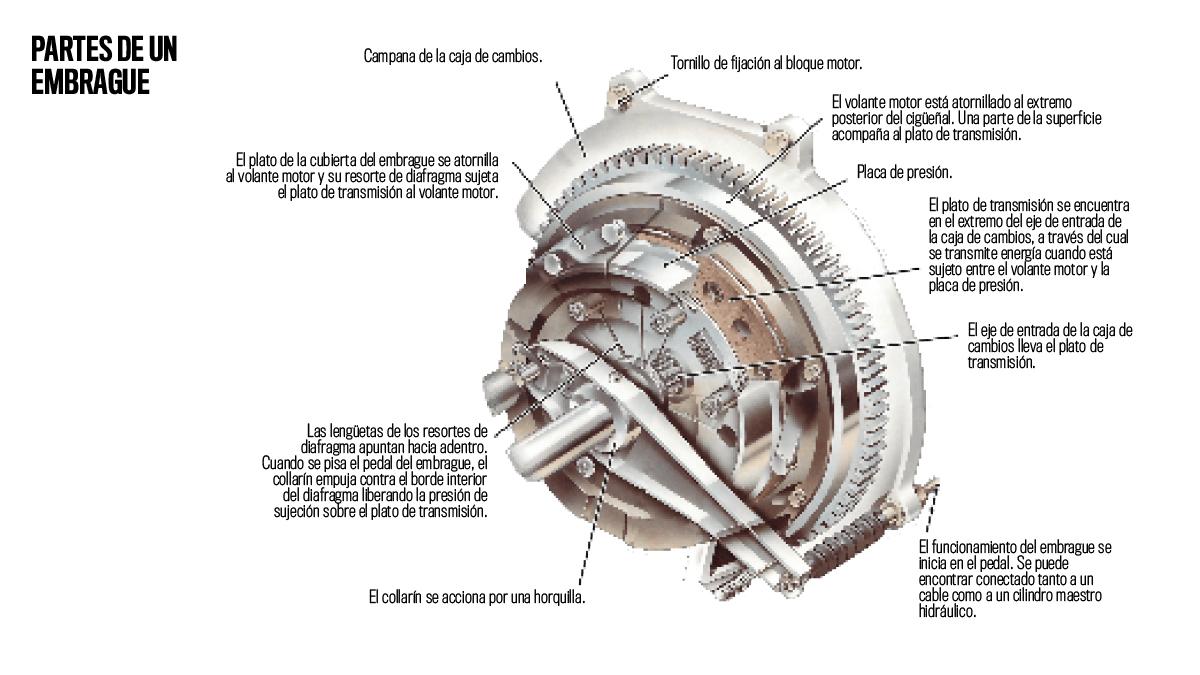 PARTES DE UN
EMBRAGUE
Campana de la caja de cambios.
Tornillo de fijación al bloque motor.
El volante motor está atornillado al extremo
posterior del cigüeñal. Una parte de la superficie
acompaña al plato de transmisión.
El plato de la cubierta del embrague se atornilla
al volante motor y su resorte de diafragma sujeta
el plato de transmisión al volante motor.
Placa de presión.
El plato de transmisión se encuentra
en el extremo del eje de entrada de
la caja de cambios, a través del cual
se transmite energía cuando está
sujeto entre el volante motor y la
placa de presión.
El eje de entrada de la caja de
cambios lleva el plato de
transmisión.
Las lengüetas de los resortes de
diafragma apuntan hacia adentro.
Cuando se pisa el pedal del embrague, el
collarín empuja contra el borde interior
del diafragma liberando la presión de
sujeción sobre el plato de transmisión.
El funcionamiento del embrague se
inicia en el pedal. Se puede
encontrar conectado tanto a un
cable como a un cilindro maestro
hidráulico.
El collarín se acciona por una horquilla.